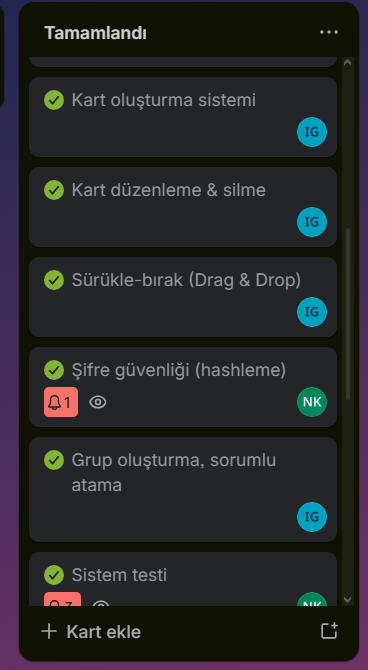 Tamamlandı
Kart oluşturma sistemi
IG
Kart düzenleme & silme
IG
Sürükle-bırak (Drag & Drop)
IG
Şifre güvenliği (hashleme)
1
NK
Grup oluşturma, sorumlu
atama
IG
Sistem testi
NK
Kart ekle